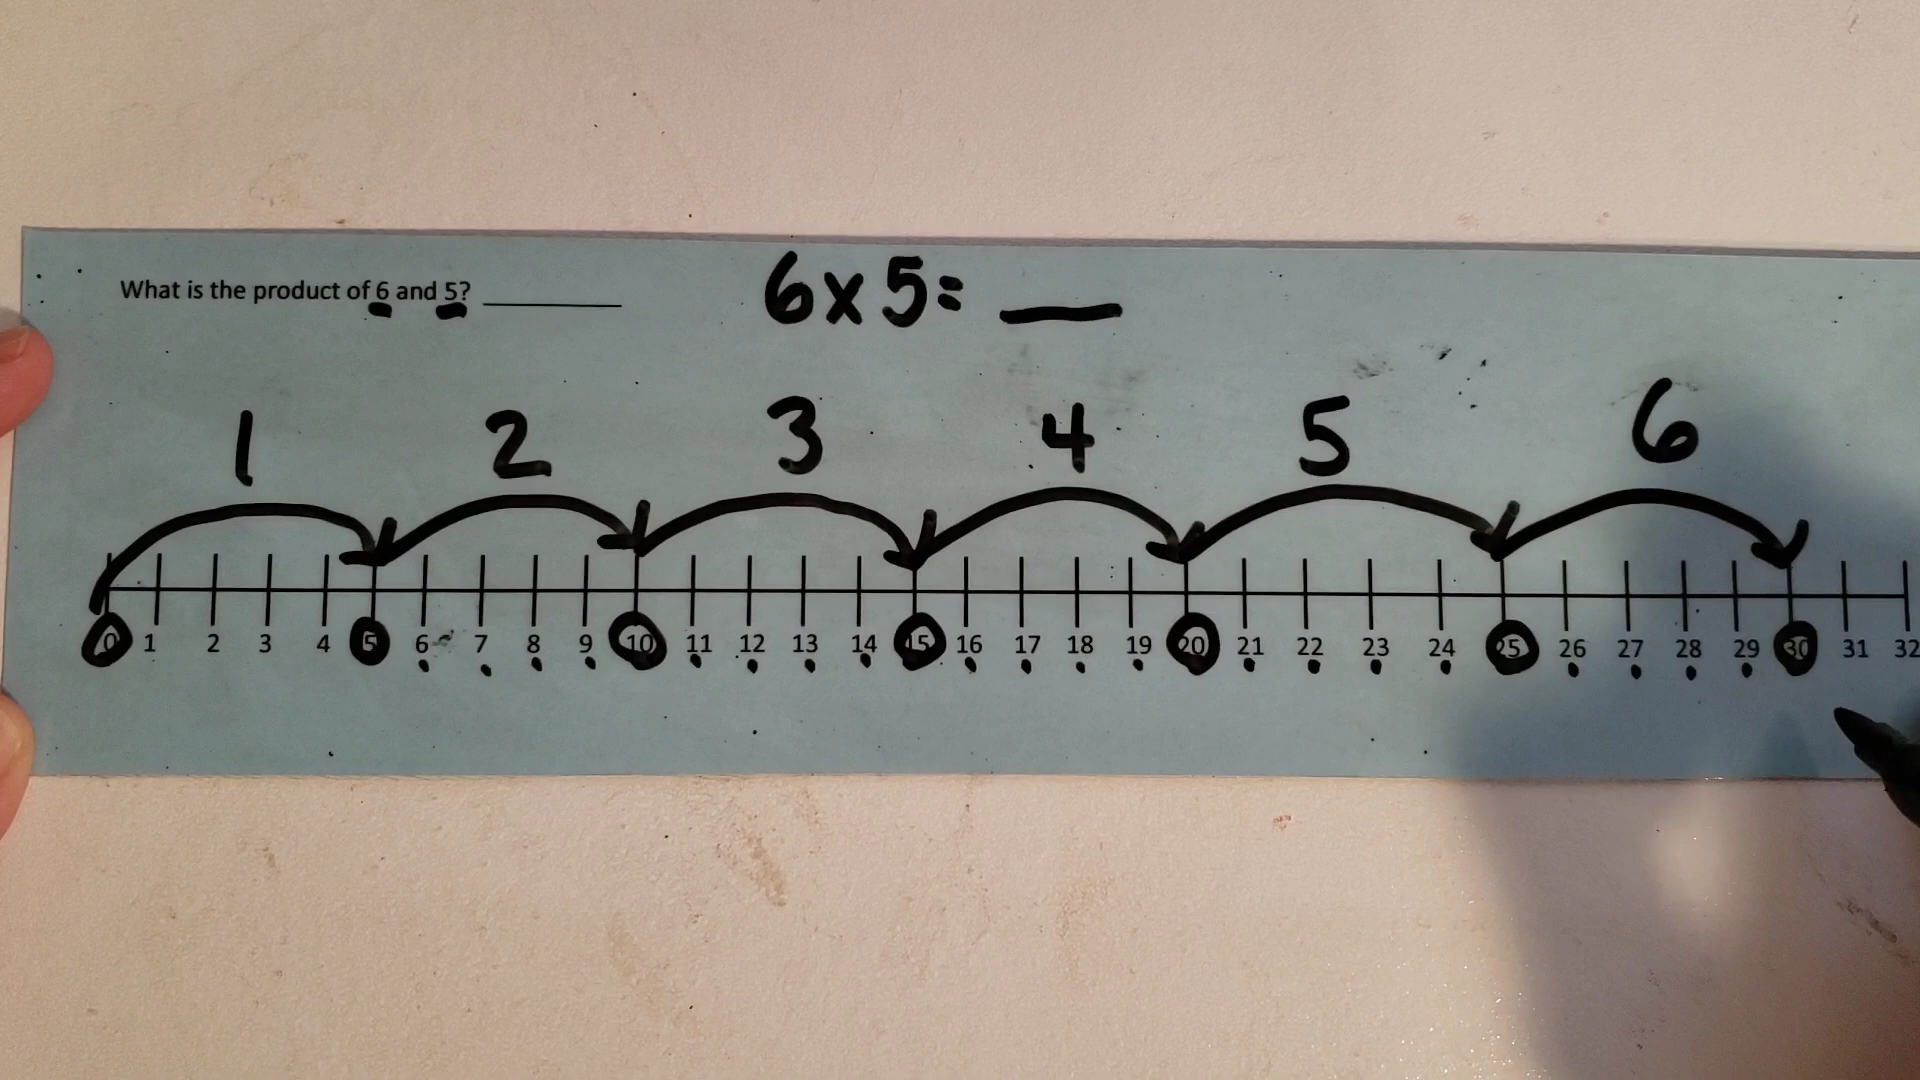 What is the product of 6 and 5? __________ 6x5= __
1 2 3 4 5 6
0 1 2 3 4 5 6 7 8 9 10 11 12 13 14 15 16 17 18 19 20 21 22 23 24 25 26 27 28 29 30 31 32